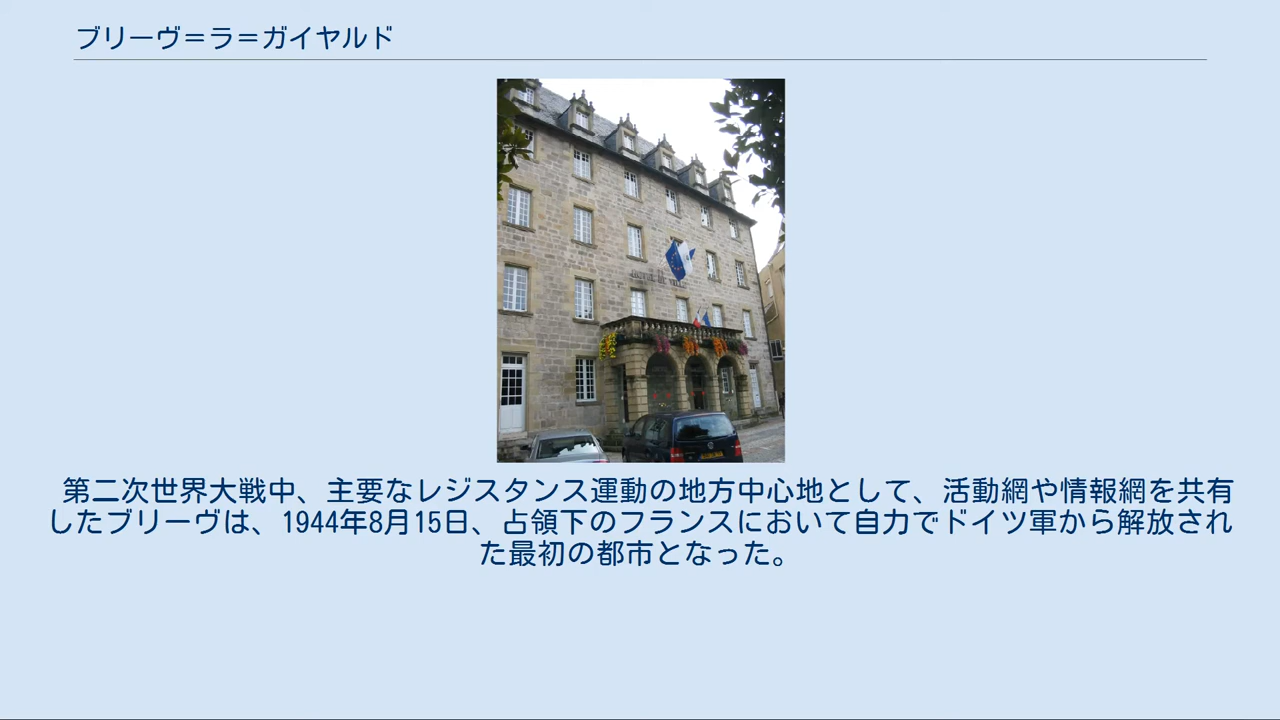 ブリーヴ＝ラ＝ガイヤルド
HOTEL DE VILLE
第二次世界大戦中、主要なレジスタンス運動の地方中心地として、活動網や情報網を共有
したブリーヴは、1944年8月15日、占領下のフランスにおいて自力でドイツ軍から解放され
た最初の都市となった。